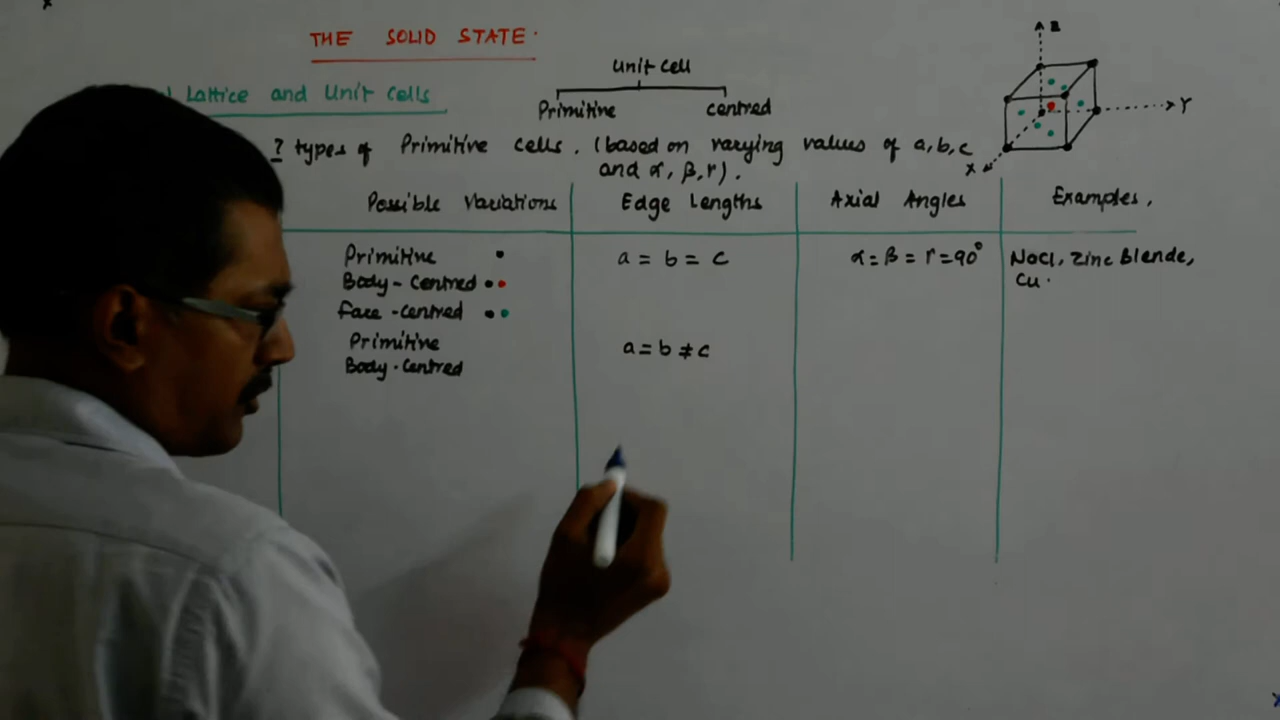 THE SOLID STATE.
Unit Cell
Lattice and Unit Cells
Primitive centred
? types of Primitive cells. (based on varying values of a, b, c
and α, β, r).
Possible Variations Edge Lengths Axial Angles Examples.
Primitive a = b = c α = β = r = 90° Nacl, Zinc Blende,
Body-Centred Cu.
Face-centred
Primitive a = b ≠ c
Body-Centred
Y
X